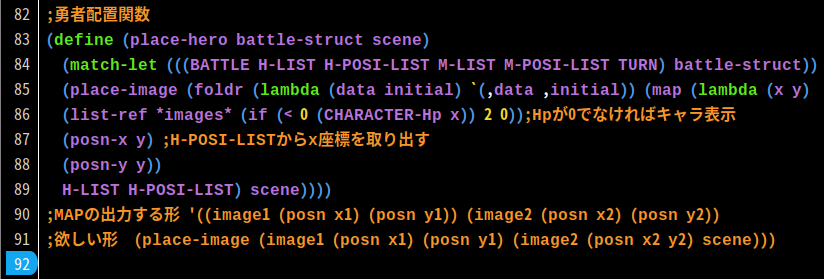 82 ;勇者配置関数
83 (define (place-hero battle-struct scene)
84 (match-let (((BATTLE H-LIST H-POSI-LIST M-LIST M-POSI-LIST TURN) battle-struct))
85 (place-image (foldr (lambda (data initial) `(,data ,initial)) (map (lambda (x y)
86 (list-ref *images* (if (< 0 (CHARACTER-Hp x)) 2 0));Hpが0でなければキャラ表示
87 (posn-x y) ;H-POSI-LISTからx座標を取り出す
88 (posn-y y))
89 H-LIST H-POSI-LIST) scene))))
90 ;MAPの出力する形 '((image1 (posn x1) (posn y1)) (image2 (posn x2) (posn y2))
91 ;欲しい形　(place-image (image1 (posn x1) (posn y1) (image2 (posn x2 y2) scene)))
92